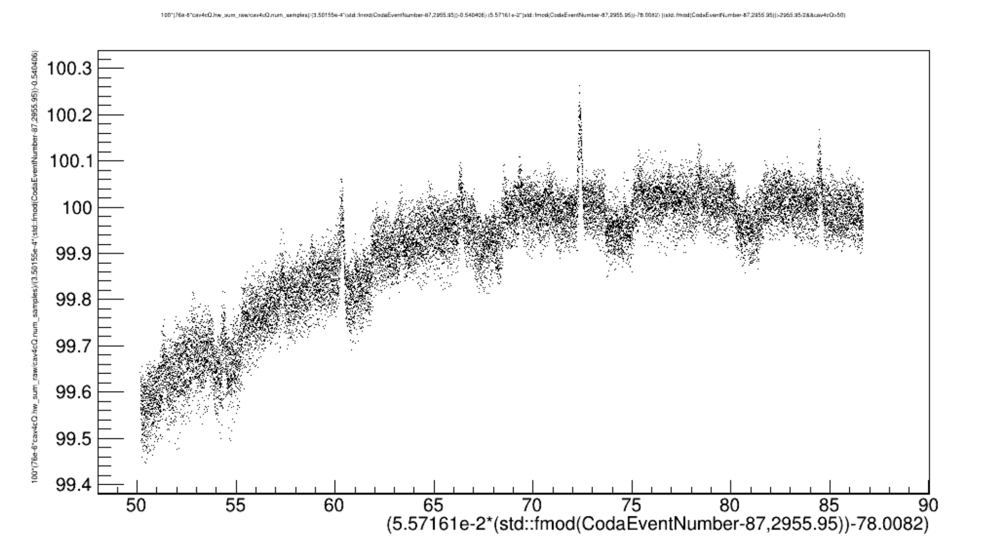 100*(76e-6*cav4cQ.hw_sum_raw/cav4cQ.num_samples)/(3.50155e-4*(std::fmod(CodaEventNumber-87,2955.95))-0.540406):(5.57161e-2*(std::fmod(CodaEventNumber-87,2955.95))-78.0082) {(std::fmod(CodaEventNumber-87,2955.95))>2955.95/2&&cav4cQ>50}
100*(76e-6*cav4cQ.hw_sum_raw/cav4cQ.num_samples)/(3.50155e-4*(std::fmod(CodaEventNumber-87,2955.95))-0.540406)
100.3
100.2
100.1
100
99.9
99.8
99.7
99.6
99.5
99.4
50 55 60 65 70 75 80 85 90
(5.57161e-2*(std::fmod(CodaEventNumber-87,2955.95))-78.0082)